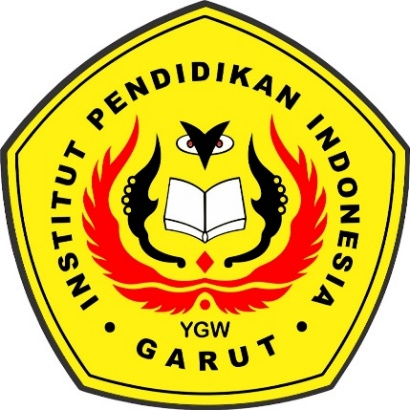 INSTITUT PENDIDIKAN INDONESIA
YGW
• GARUT •